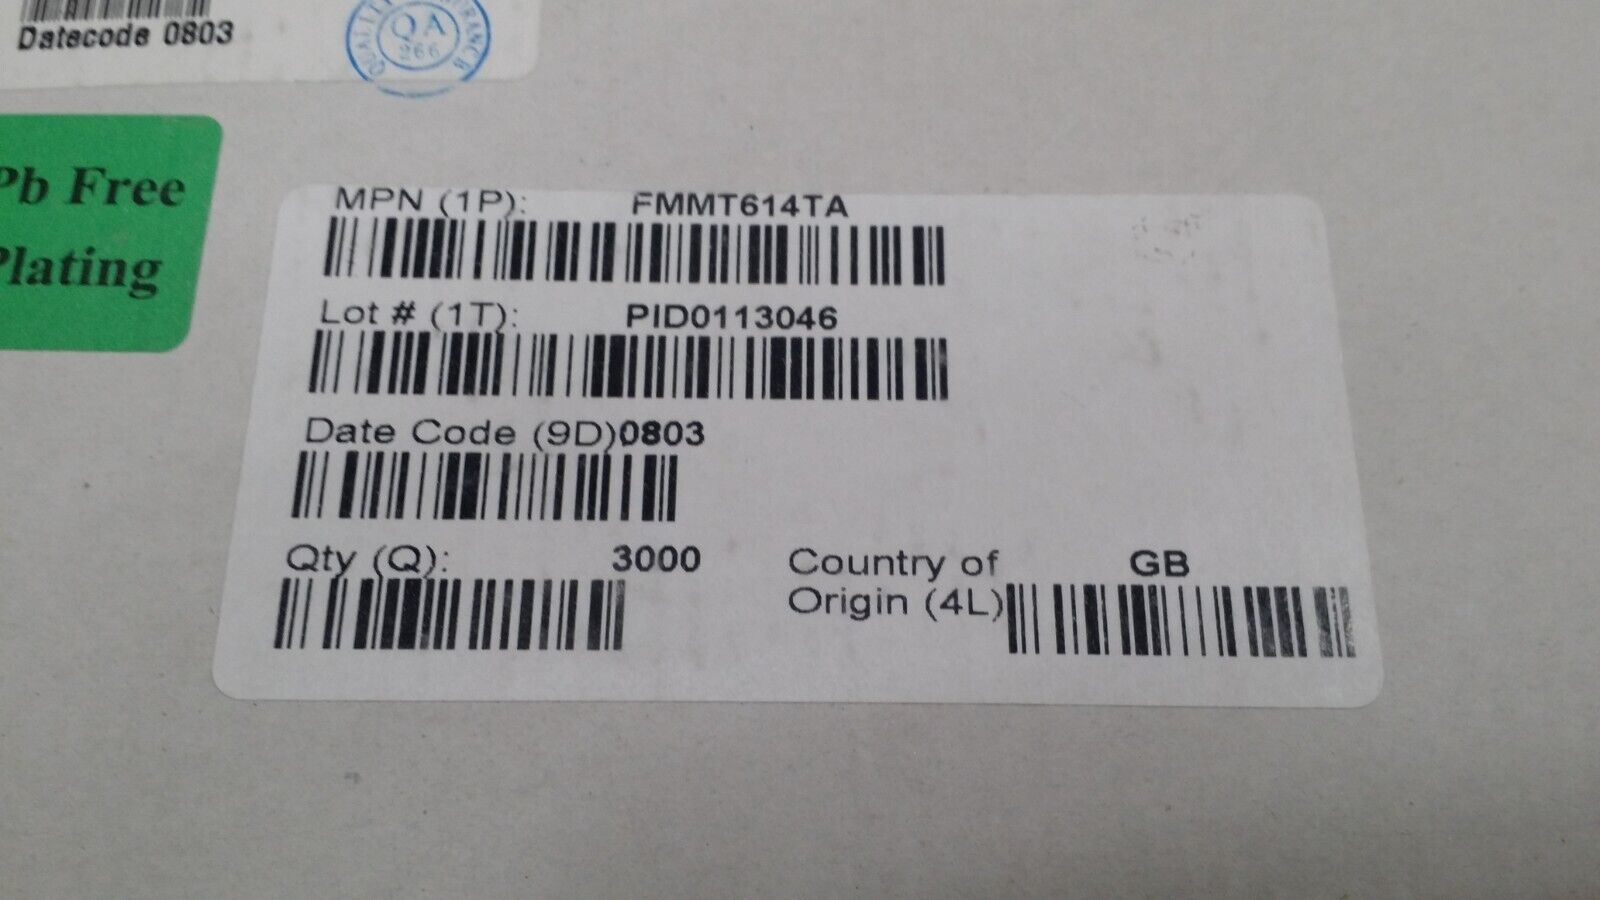 Datecode 0803
QA
266
Pb Free
Plating
MPN (1P): FMMT614TA
Lot # (1T): PID0113046
Date Code (9D)0803
Qty (Q): 3000
Country of GB
Origin (4L)